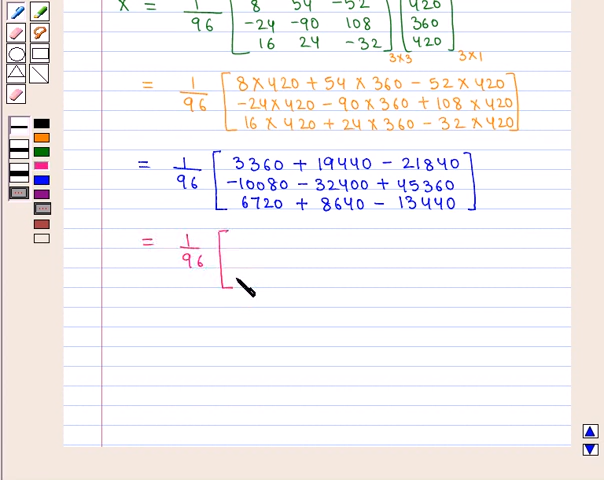 X = 1/96 [ 8 54 -52 ] [ 420 ]
-24 -90 108 360
16 24 -32 ]3×3 420 ]3×1
= 1/96 [ 8×420 + 54×360 - 52×420 ]
-24×420 - 90×360 + 108×420
16×420 + 24×360 - 32×420
= 1/96 [ 3360 + 19440 - 21840 ]
-10080 - 32400 + 45360
6720 + 8640 - 13440
= 1/96 [